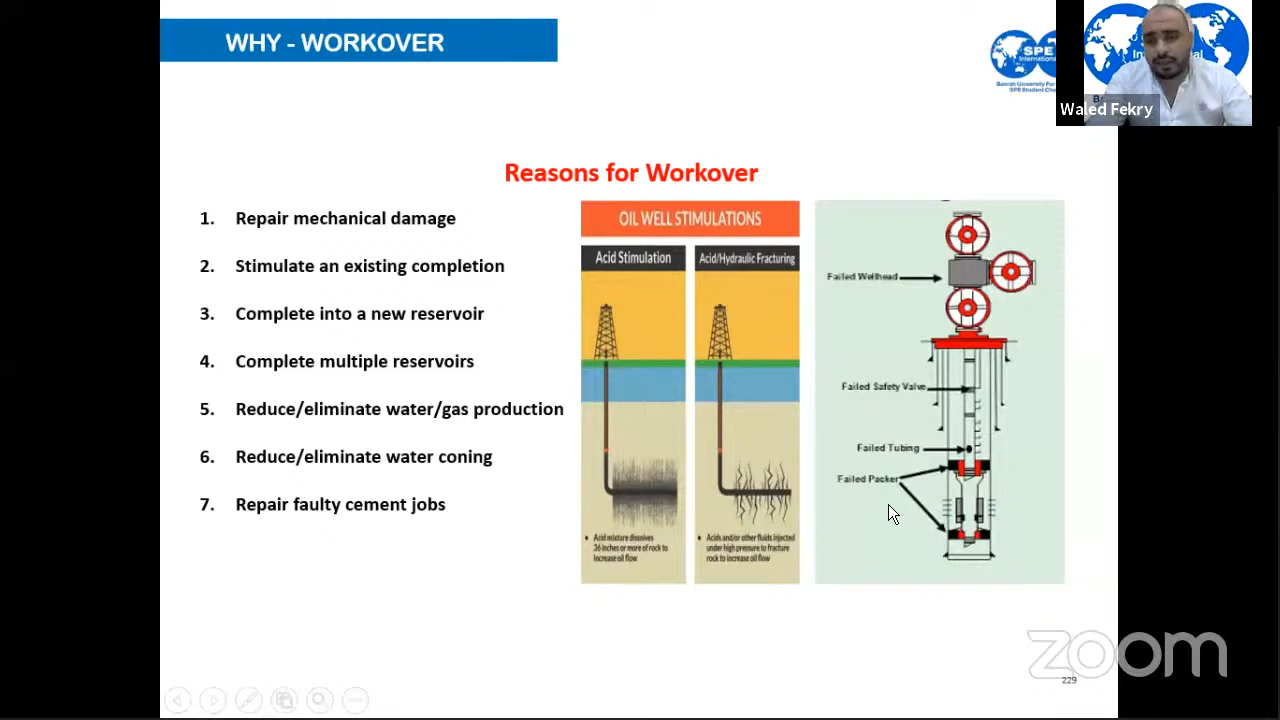 WHY - WORKOVER
SPE
International
Waled Fekry
Reasons for Workover
1. Repair mechanical damage
2. Stimulate an existing completion
3. Complete into a new reservoir
4. Complete multiple reservoirs
5. Reduce/eliminate water/gas production
6. Reduce/eliminate water coning
7. Repair faulty cement jobs
OIL WELL STIMULATIONS
Acid Stimulation
• Acid mixture dissolves
36 inches or more of rock to
increase oil flow
Acid/Hydraulic Fracturing
• Acids and/or other fluids injected
under high pressure to fracture
rock to increase oil flow
Failed Wellhead
Failed Safety Valve
Failed Tubing
Failed Packer
zoom
229